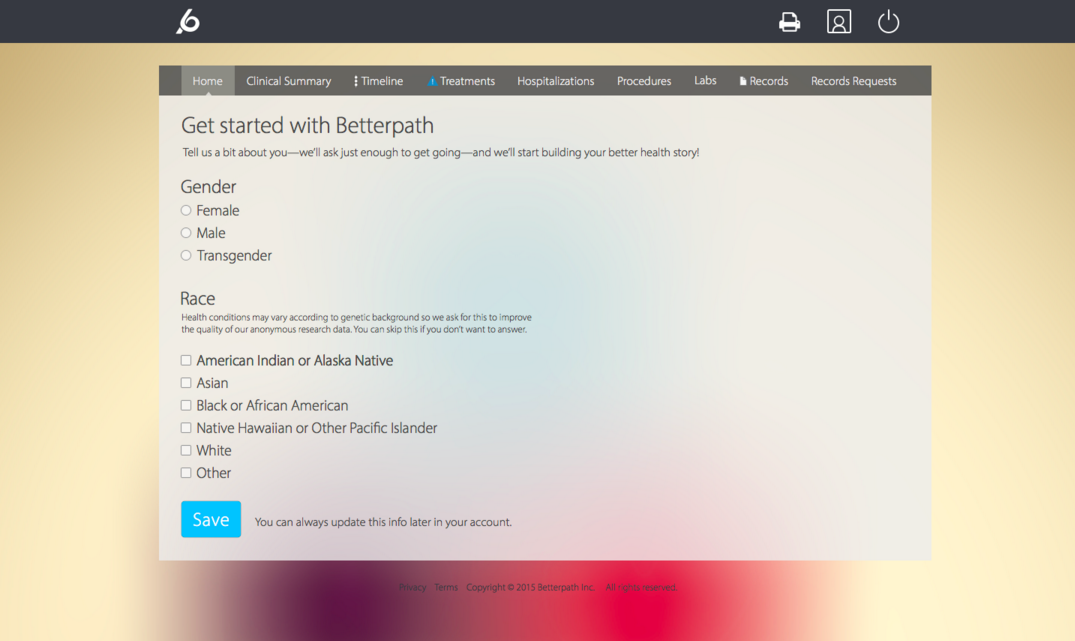 Home Clinical Summary Timeline Treatments Hospitalizations Procedures Labs Records Records Requests
Get started with Betterpath
Tell us a bit about you—we'll ask just enough to get going—and we'll start building your better health story!
Gender
Female
Male
Transgender
Race
Health conditions may vary according to genetic background so we ask for this to improve
the quality of our anonymous research data. You can skip this if you don't want to answer.
American Indian or Alaska Native
Asian
Black or African American
Native Hawaiian or Other Pacific Islander
White
Other
Save You can always update this info later in your account.
Privacy Terms Copyright © 2015 Betterpath Inc. All rights reserved.